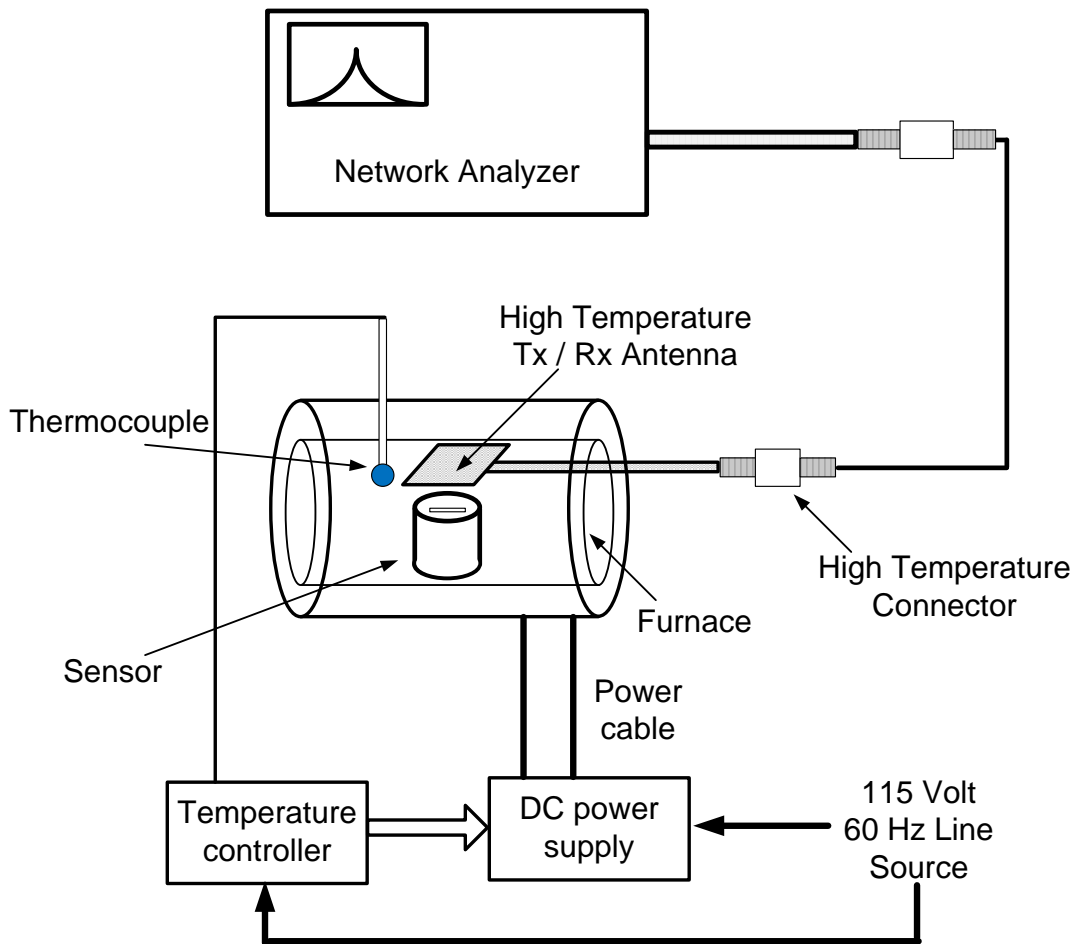 Network Analyzer
High Temperature
Tx / Rx Antenna
Thermocouple
High Temperature
Connector
Furnace
Sensor
Power
cable
Temperature
controller
DC power
supply
115 Volt
60 Hz Line
Source